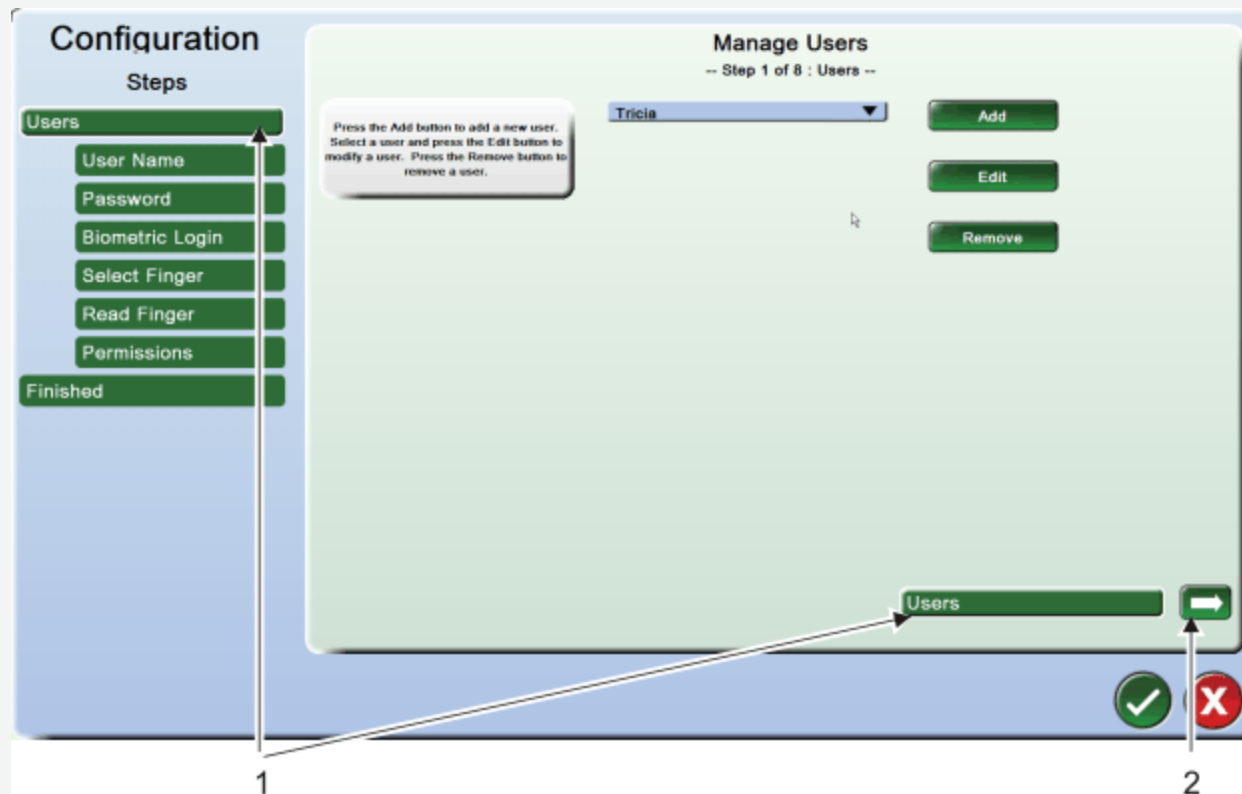 Configuration
Steps
Users
User Name
Password
Biometric Login
Select Finger
Read Finger
Permissions
Finished
Manage Users
-- Step 1 of 8 : Users --
Press the Add button to add a new user.
Select a user and press the Edit button to
modify a user. Press the Remove button to
remove a user.
Tricia
Add
Edit
Remove
Users
1
2